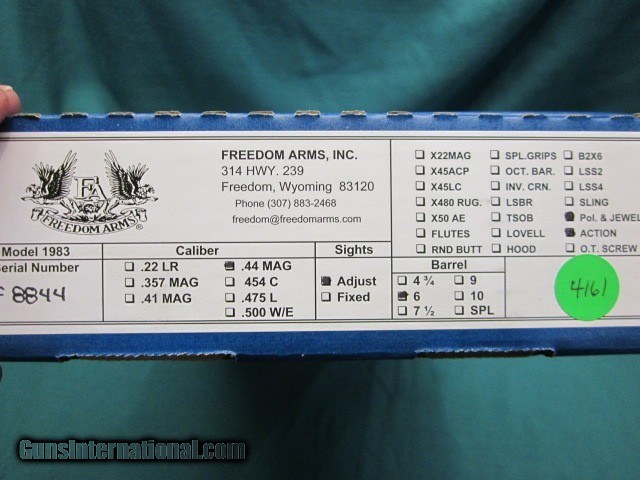 FREEDOM ARMS, INC.
314 HWY. 239
Freedom, Wyoming 83120
Phone (307) 883-2468
freedom@freedomarms.com
FA
FREEDOM ARMS
X22MAG SPL.GRIPS B2X6
X45ACP OCT. BAR. LSS2
X45LC INV. CRN. LSS4
X480 RUG. LSBR SLING
X50 AE TSOB Pol. & JEWEL
FLUTES LOVELL ACTION
RND BUTT HOOD O.T. SCREW
Model 1983
Serial Number
8844
Caliber
.22 LR .44 MAG
.357 MAG 454 C
.41 MAG .475 L
.500 W/E
Sights
Adjust
Fixed
Barrel
4 ¾ 9
6 10
7 ½ SPL
4161
GunsInternational.com